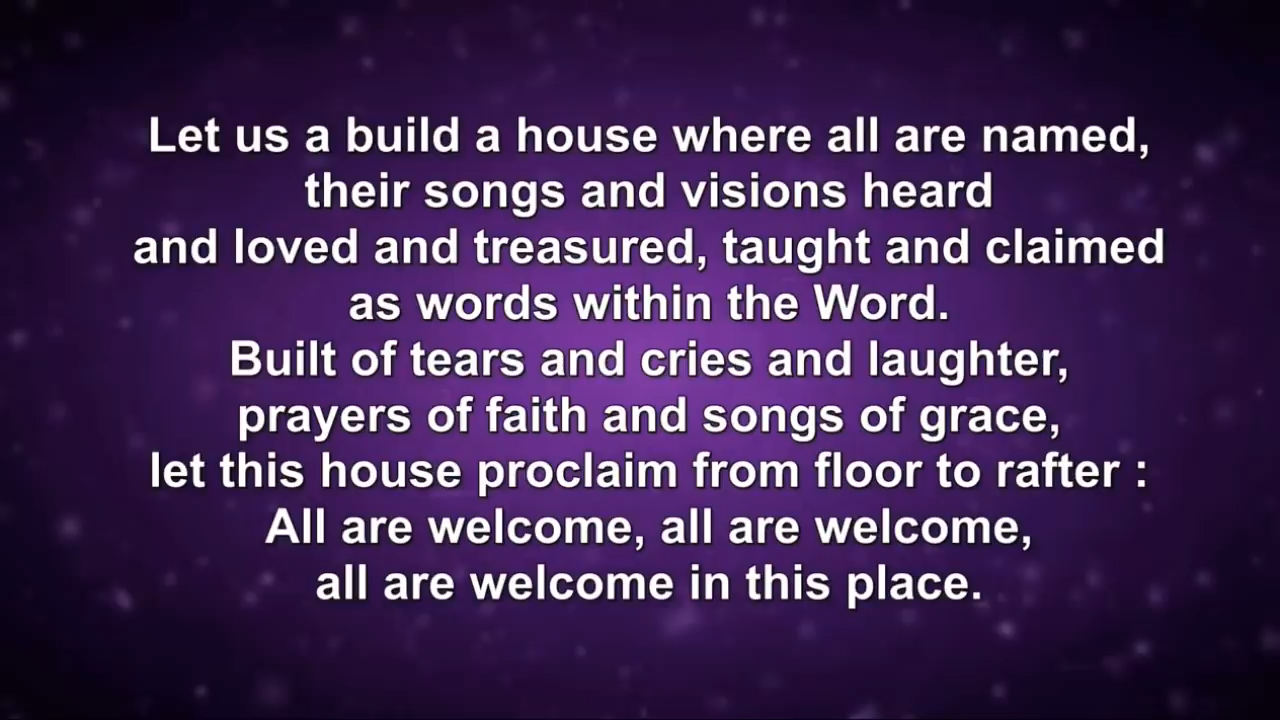 Let us a build a house where all are named,
their songs and visions heard
and loved and treasured, taught and claimed
as words within the Word.
Built of tears and cries and laughter,
prayers of faith and songs of grace,
let this house proclaim from floor to rafter :
All are welcome, all are welcome,
all are welcome in this place.